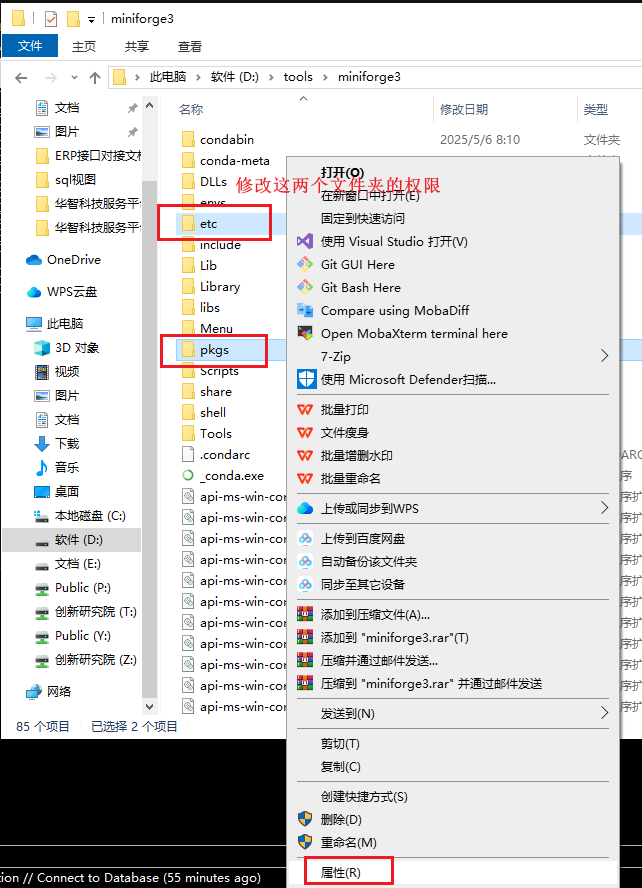 miniforge3
文件
主页
共享
查看
此电脑
软件 (D:)
tools
miniforge3
名称
修改日期
类型
文档
图片
ERP接口对接文档
sql视图
华智科技服务平
华智科技服务平
OneDrive
WPS云盘
此电脑
3D 对象
视频
图片
文档
下载
音乐
桌面
本地磁盘 (C:)
软件 (D:)
文档 (E:)
Public (P:)
创新研究院 (T:)
Public (Y:)
创新研究院 (Z:)
网络
condabin
2025/5/6 8:10
文件夹
conda-meta
DLLs
envs
etc
include
Lib
Library
libs
Menu
pkgs
Scripts
share
shell
Tools
.condarc
_conda.exe
api-ms-win-cor
api-ms-win-cor
api-ms-win-cor
api-ms-win-cor
api-ms-win-cor
api-ms-win-cor
api-ms-win-cor
api-ms-win-cor
api-ms-win-cor
api-ms-win-cor
api-ms-win-cor
修改这两个文件夹的权限
打开(O)
在新窗口中打开(E)
固定到快速访问
使用 Visual Studio 打开(V)
Git GUI Here
Git Bash Here
Compare using MobaDiff
Open MobaXterm terminal here
7-Zip
使用 Microsoft Defender扫描...
批量打印
文件瘦身
批量增删水印
批量重命名
上传或同步到WPS
上传到百度网盘
自动备份该文件夹
同步至其它设备
添加到压缩文件(A)...
添加到 "miniforge3.rar"(T)
压缩并通过邮件发送...
压缩到 "miniforge3.rar" 并通过邮件发送
发送到(N)
剪切(T)
复制(C)
创建快捷方式(S)
删除(D)
重命名(M)
属性(R)
85 个项目
已选择 2 个项目
tion // Connect to Database (55 minutes ago)